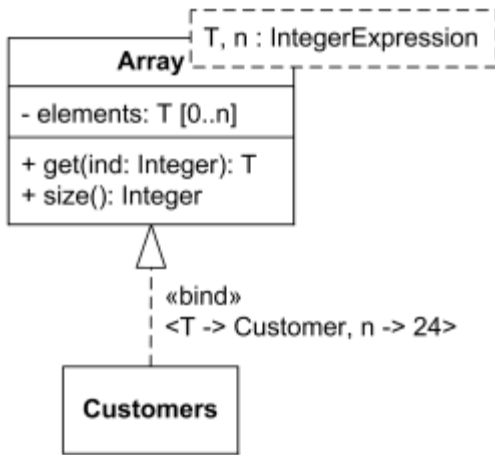 T, n : IntegerExpression
Array
- elements: T [0..n]
+ get(ind: Integer): T
+ size(): Integer
«bind»
<T -> Customer, n -> 24>
Customers